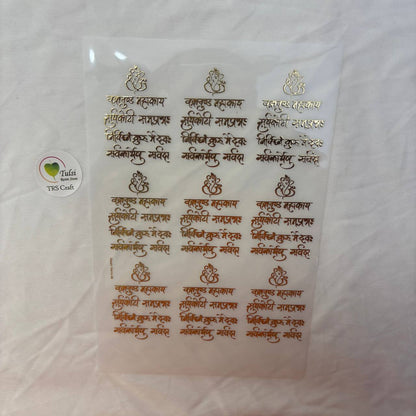 वक्रतुण्ड महाकाय
सूर्यकोटी समप्रभः
निर्विघ्नं कुरु मे देवः
सर्वकार्येषु सर्वदा
वक्रतुण्ड महाकाय
सूर्यकोटी समप्रभः
निर्विघ्नं कुरु मे देवः
सर्वकार्येषु सर्वदा
वक्रतुण्ड महाकाय
सूर्यकोटी समप्रभः
निर्विघ्नं कुरु मे देवः
सर्वकार्येषु सर्वदा
Tulsi
Resin Store
TRS Craft
वक्रतुण्ड महाकाय
सूर्यकोटी समप्रभः
निर्विघ्नं कुरु मे देवः
सर्वकार्येषु सर्वदा
वक्रतुण्ड महाकाय
सूर्यकोटी समप्रभः
निर्विघ्नं कुरु मे देवः
सर्वकार्येषु सर्वदा
वक्रतुण्ड महाकाय
सूर्यकोटी समप्रभः
निर्विघ्नं कुरु मे देवः
सर्वकार्येषु सर्वदा
वक्रतुण्ड महाकाय
सूर्यकोटी समप्रभः
निर्विघ्नं कुरु मे देवः
सर्वकार्येषु सर्वदा
वक्रतुण्ड महाकाय
सूर्यकोटी समप्रभः
निर्विघ्नं कुरु मे देवः
सर्वकार्येषु सर्वदा
वक्रतुण्ड महाकाय
सूर्यकोटी समप्रभः
निर्विघ्नं कुरु मे देवः
सर्वकार्येषु सर्वदा